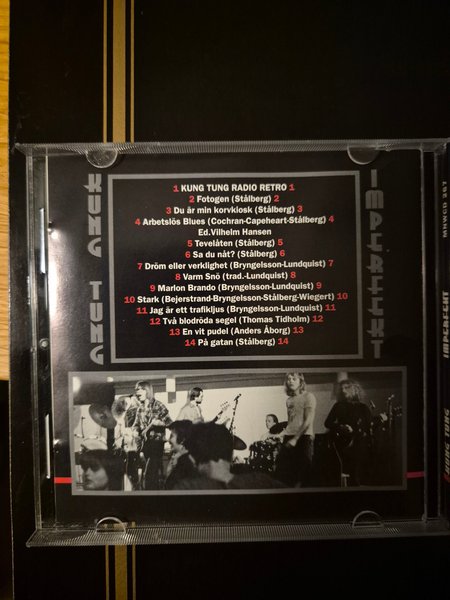 KUNG TUNG
IMPERFEKT
1 KUNG TUNG RADIO RETRO 1
2 Fotogen (Stålberg) 2
3 Du är min korvkiosk (Stålberg) 3
4 Arbetslös Blues (Cochran-Capeheart-Stålberg) 4
Ed.Vilhelm Hansen
5 Tevelåten (Stålberg) 5
6 Sa du nåt? (Stålberg) 6
7 Dröm eller verklighet (Bryngelsson-Lundquist) 7
8 Varm Snö (trad.-Lundquist) 8
9 Marlon Brando (Bryngelsson-Lundquist) 9
10 Stark (Bejerstrand-Bryngelsson-Stålberg-Wiegert) 10
11 Jag är ett trafikljus (Bryngelsson-Lundquist) 11
12 Två blodröda segel (Thomas Tidholm) 12
13 En vit pudel (Anders Åborg) 13
14 På gatan (Stålberg) 14
KUNG TUNG
IMPERFEKT
MNWCD 267